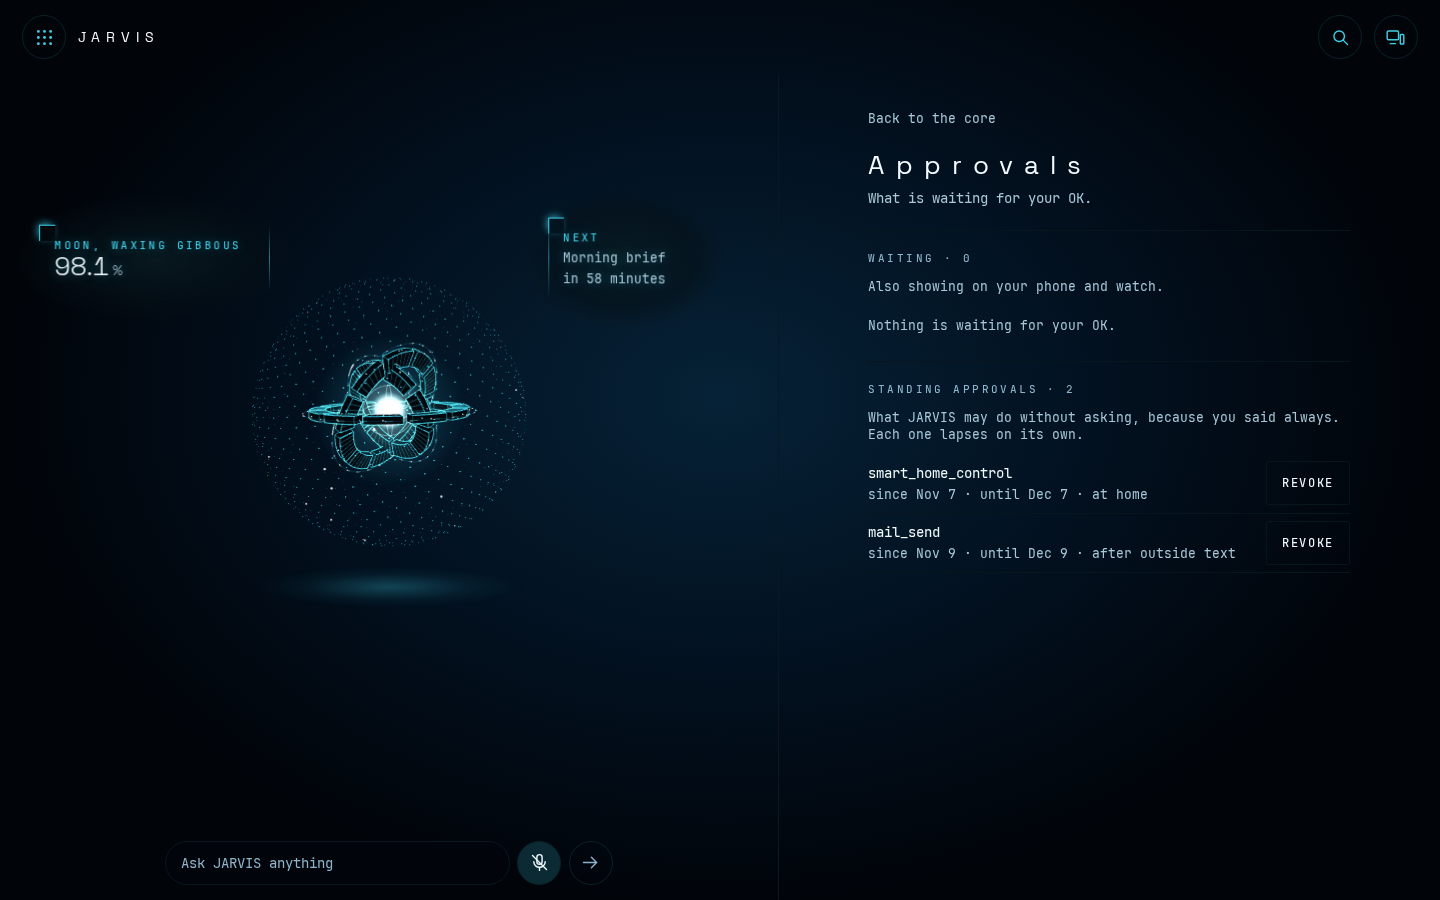 JARVIS
MOON, WAXING GIBBOUS
98.1 %
NEXT
Morning brief
in 58 minutes
Ask JARVIS anything
Back to the core
Approvals
What is waiting for your OK.
WAITING · 0
Also showing on your phone and watch.
Nothing is waiting for your OK.
STANDING APPROVALS · 2
What JARVIS may do without asking, because you said always.
Each one lapses on its own.
smart_home_control
since Nov 7 · until Dec 7 · at home
REVOKE
mail_send
since Nov 9 · until Dec 9 · after outside text
REVOKE